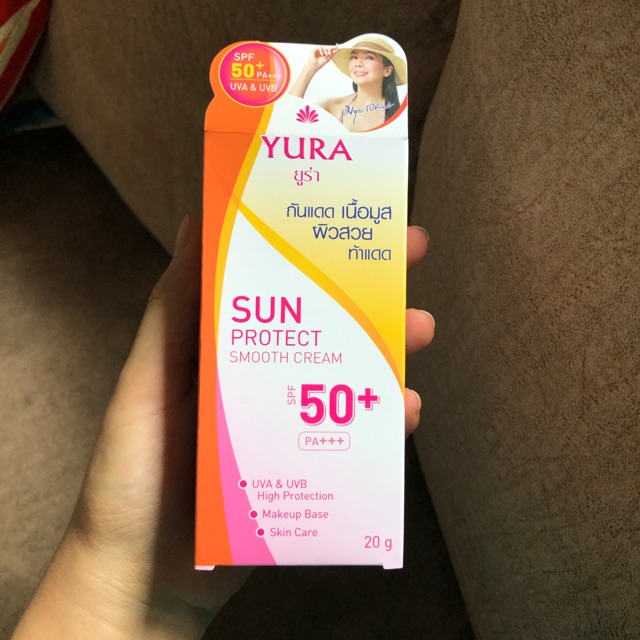 SPF
50+ PA+++
UVA & UVB
YURA
ยูร่า
กันแดด เนื้อมูส
ผิวสวย
ท้าแดด
SUN
PROTECT
SMOOTH CREAM
SPF 50+
PA+++
UVA & UVB
High Protection
Makeup Base
Skin Care
20 g